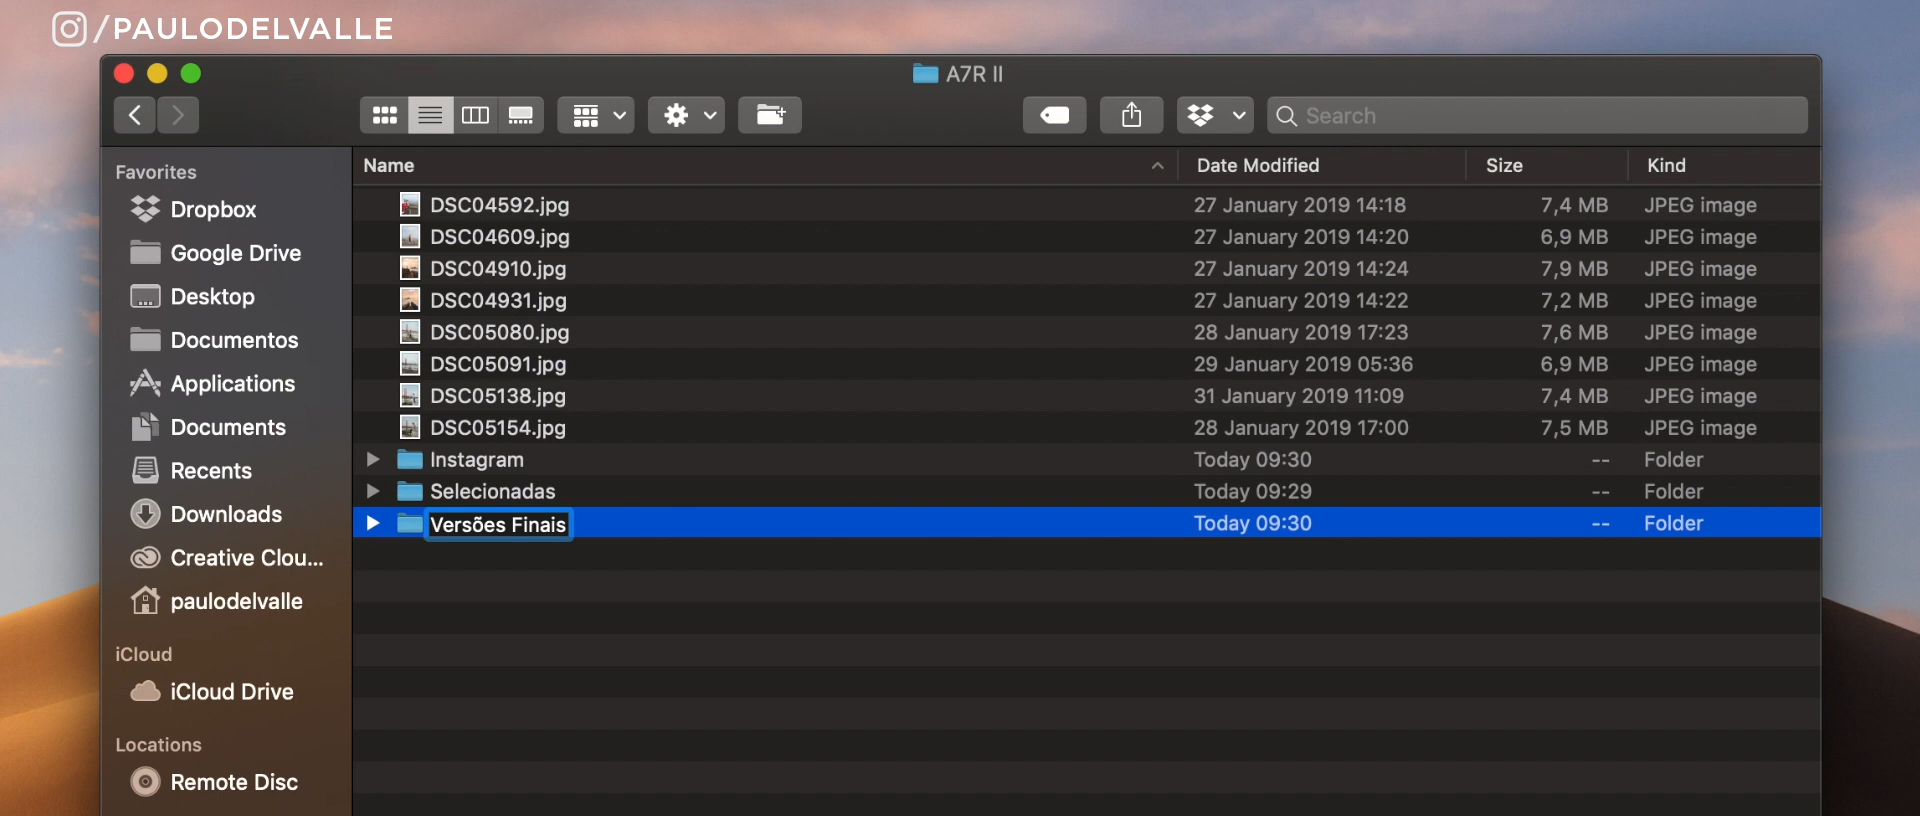 /PAULODELVALLE
A7R II
Search
Favorites
Dropbox
Google Drive
Desktop
Documentos
Applications
Documents
Recents
Downloads
Creative Clou...
paulodelvalle
iCloud
iCloud Drive
Locations
Remote Disc
Name Date Modified Size Kind
DSC04592.jpg 27 January 2019 14:18 7,4 MB JPEG image
DSC04609.jpg 27 January 2019 14:20 6,9 MB JPEG image
DSC04910.jpg 27 January 2019 14:24 7,9 MB JPEG image
DSC04931.jpg 27 January 2019 14:22 7,2 MB JPEG image
DSC05080.jpg 28 January 2019 17:23 7,6 MB JPEG image
DSC05091.jpg 29 January 2019 05:36 6,9 MB JPEG image
DSC05138.jpg 31 January 2019 11:09 7,4 MB JPEG image
DSC05154.jpg 28 January 2019 17:00 7,5 MB JPEG image
Instagram Today 09:30 -- Folder
Selecionadas Today 09:29 -- Folder
Versões Finais Today 09:30 -- Folder